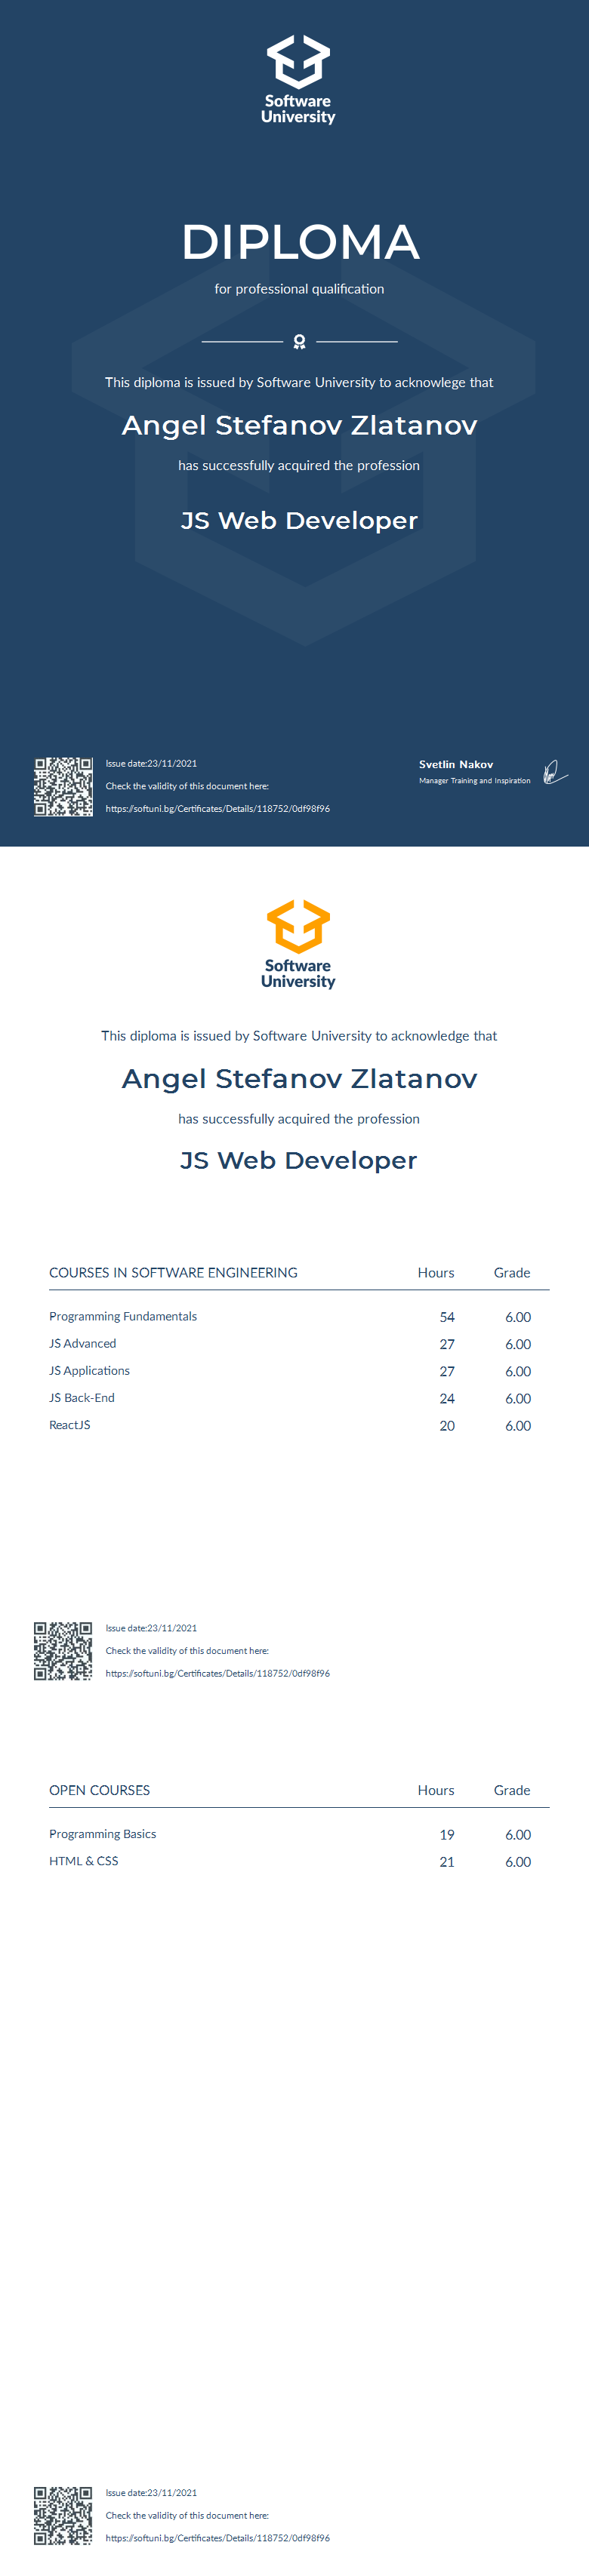 Software
University
DIPLOMA
for professional qualification
This diploma is issued by Software University to acknowlege that
Angel Stefanov Zlatanov
has successfully acquired the profession
JS Web Developer
Issue date:23/11/2021
Check the validity of this document here:
https://softuni.bg/Certificates/Details/118752/0df98f96
Svetlin Nakov
Manager Training and Inspiration
Software
University
This diploma is issued by Software University to acknowledge that
Angel Stefanov Zlatanov
has successfully acquired the profession
JS Web Developer
COURSES IN SOFTWARE ENGINEERING Hours Grade
Programming Fundamentals 54 6.00
JS Advanced 27 6.00
JS Applications 27 6.00
JS Back-End 24 6.00
ReactJS 20 6.00
Issue date:23/11/2021
Check the validity of this document here:
https://softuni.bg/Certificates/Details/118752/0df98f96
OPEN COURSES Hours Grade
Programming Basics 19 6.00
HTML & CSS 21 6.00
Issue date:23/11/2021
Check the validity of this document here:
https://softuni.bg/Certificates/Details/118752/0df98f96